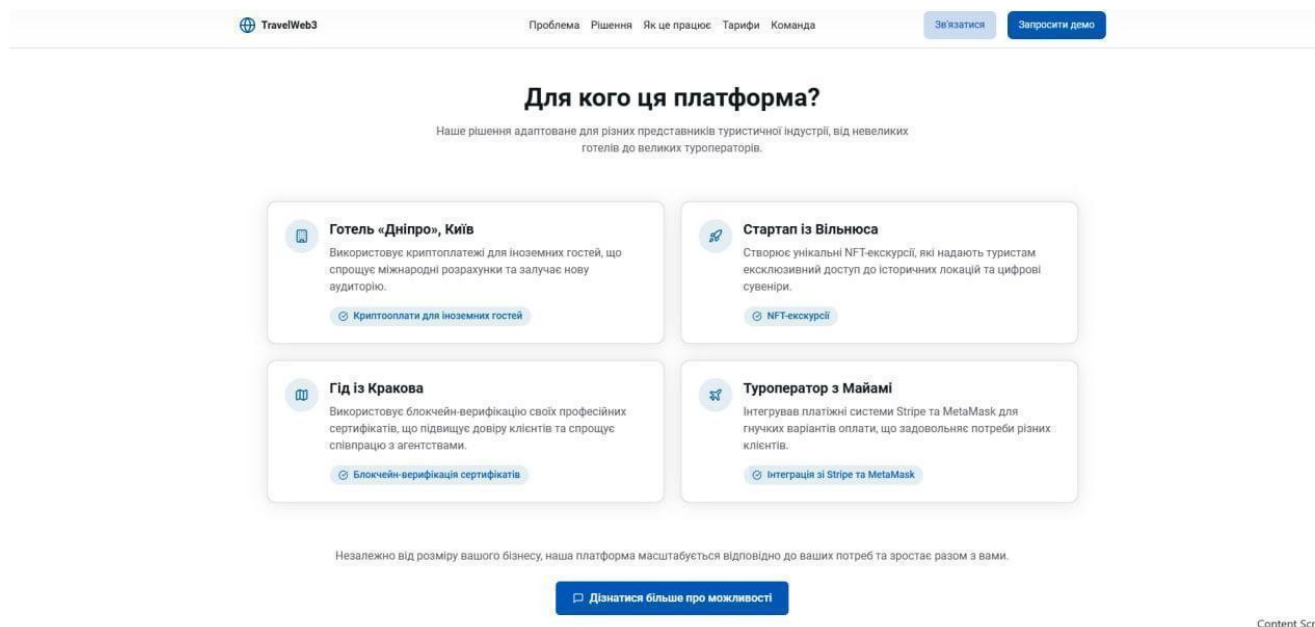 TravelWeb3
Проблема Рішення Як це працює Тарифи Команда
Зв'язатися
Запросити демо
Для кого ця платформа?
Наше рішення адаптоване для різних представників туристичної індустрії, від невеликих
готелів до великих туроператорів.
Готель «Дніпро», Київ
Використовує криптоплатежі для іноземних гостей, що
спрощує міжнародні розрахунки та залучає нову
аудиторію.
Криптооплати для іноземних гостей
Стартап із Вільнюса
Створює унікальні NFT-екскурсії, які надають туристам
ексклюзивний доступ до історичних локацій та цифрові
сувеніри.
NFT-екскурсії
Гід із Кракова
Використовує блокчейн-верифікацію своїх професійних
сертифікатів, що підвищує довіру клієнтів та спрощує
співпрацю з агентствами.
Блокчейн-верифікація сертифікатів
Туроператор з Майамі
Інтегрував платіжні системи Stripe та MetaMask для
гнучких варіантів оплати, що задовольняє потреби різних
клієнтів.
Інтеграція зі Stripe та MetaMask
Незалежно від розміру вашого бізнесу, наша платформа масштабується відповідно до ваших потреб та зростає разом з вами.
Дізнатися більше про можливості
Content Scr